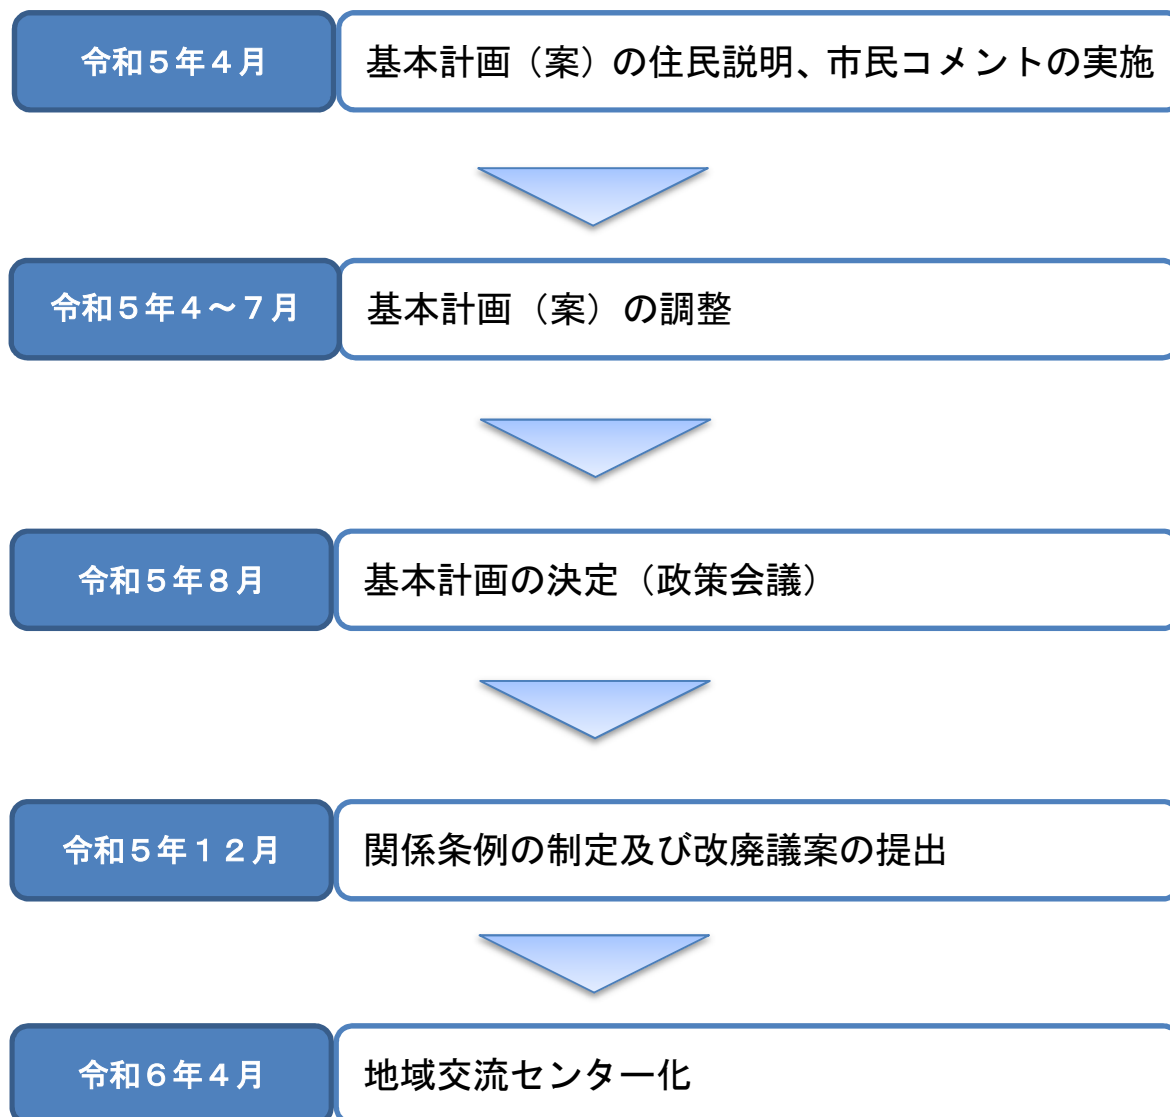 令和５年４月
基本計画（案）の住民説明、市民コメントの実施
令和５年４～７月
基本計画（案）の調整
令和５年８月
基本計画の決定（政策会議）
令和５年１２月
関係条例の制定及び改廃議案の提出
令和６年４月
地域交流センター化